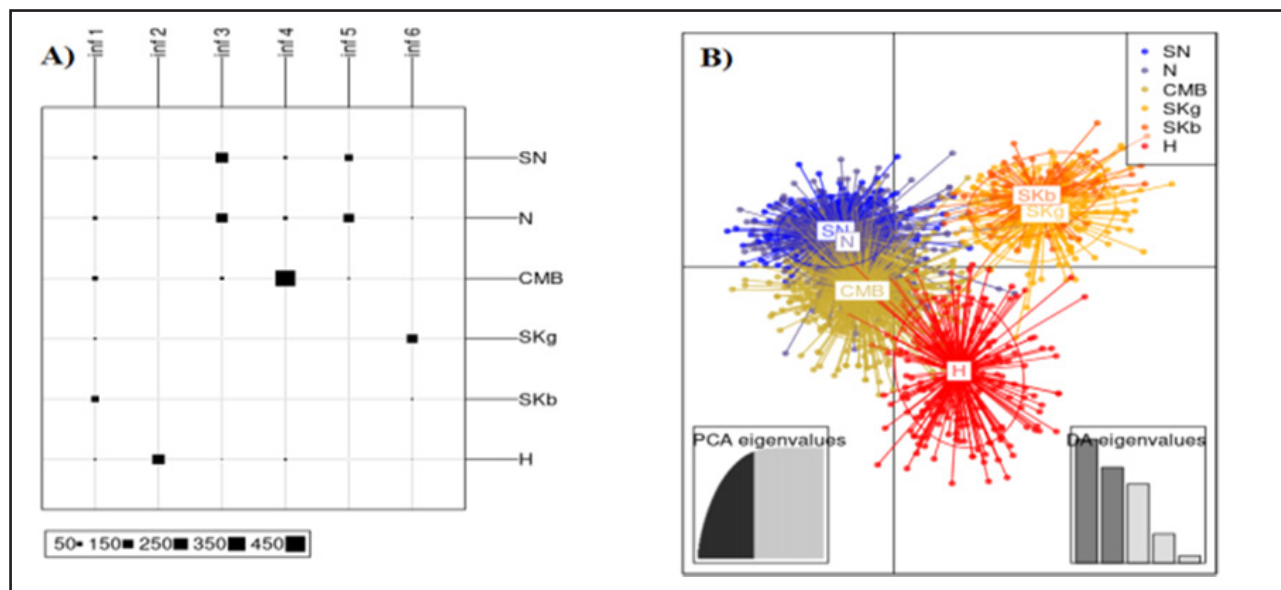 A)
inf 1 inf 2 inf 3 inf 4 inf 5 inf 6
SN
N
CMB
SKg
SKb
H
50 150 250 350 450
B)
SN
N
CMB
SKg
SKb
H
SKb
SKg
SN
N
CMB
H
PCA eigenvalues
DA eigenvalues